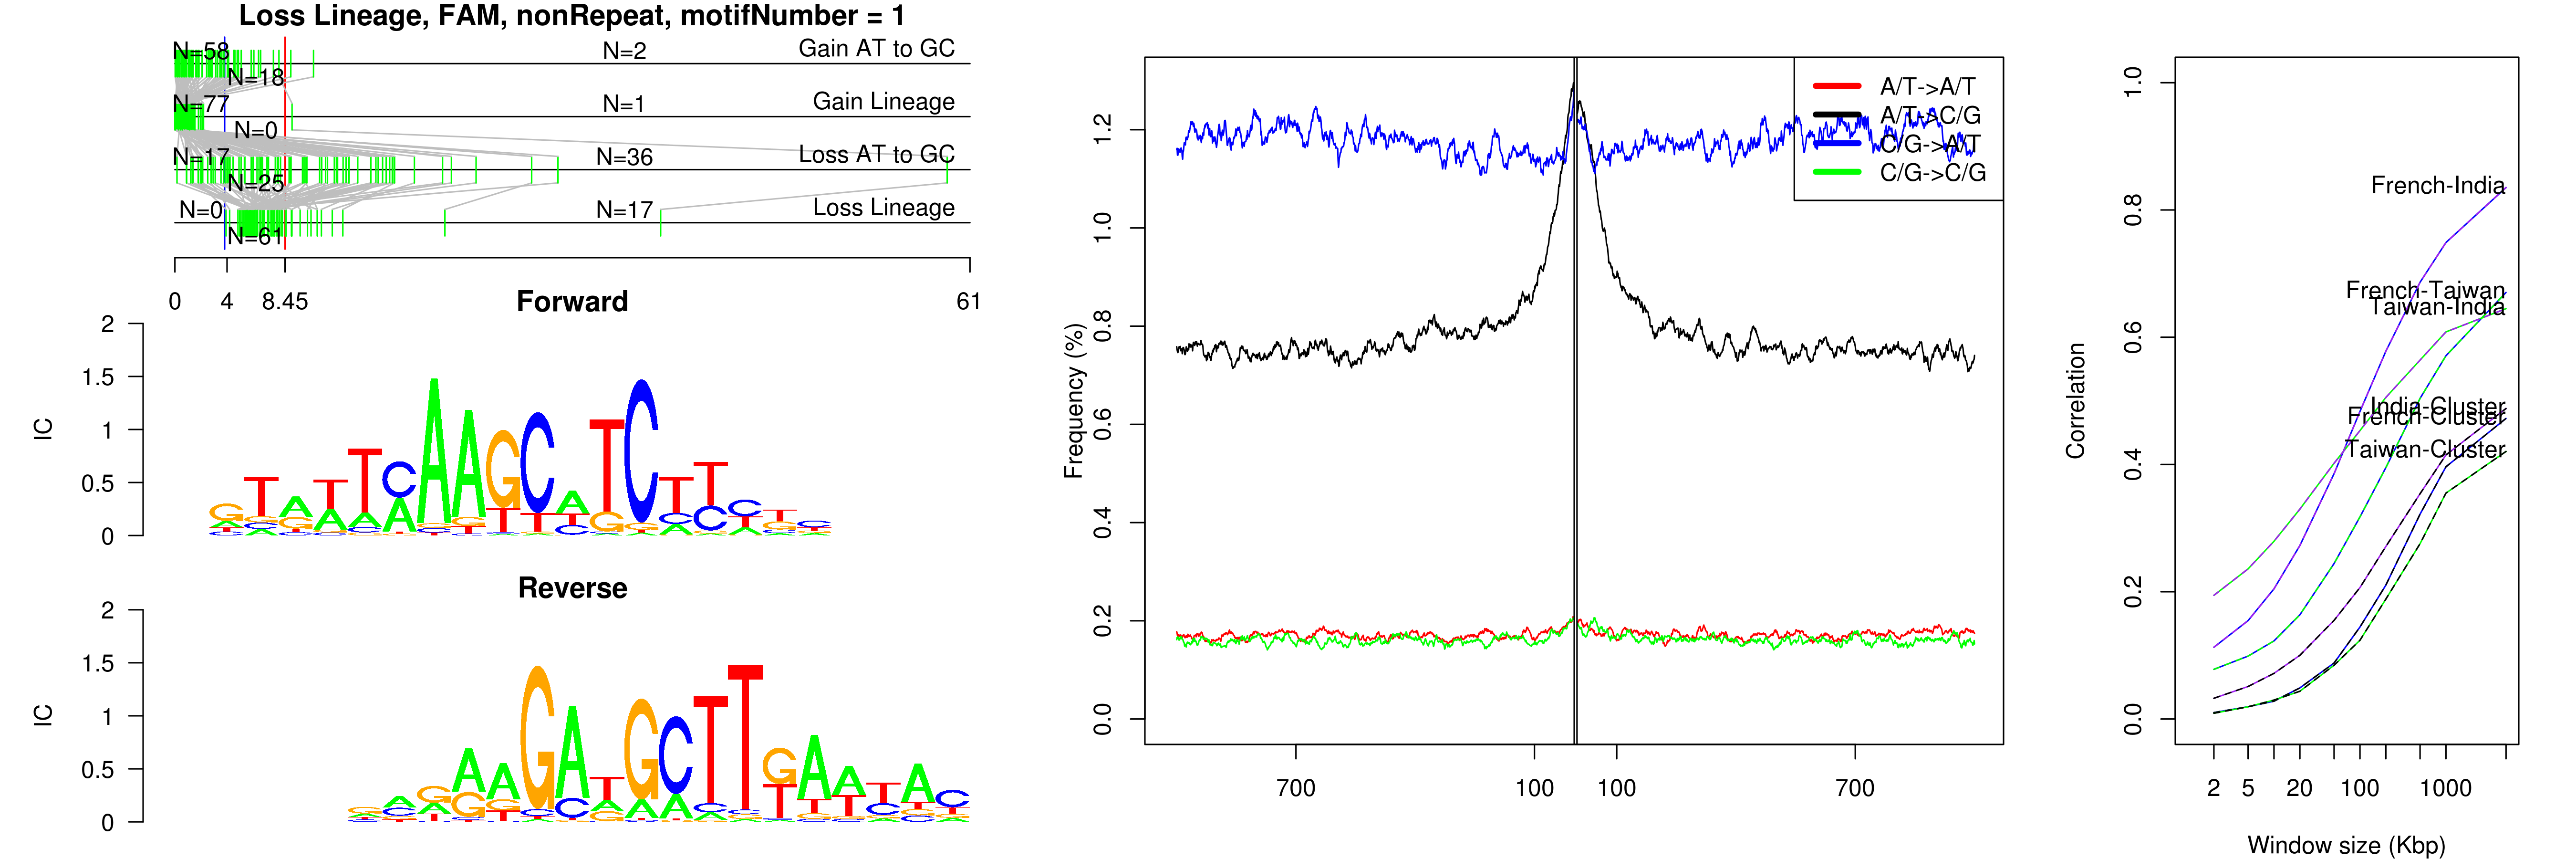 Loss Lineage, FAM, nonRepeat, motifNumber = 1
N=58 N=2 Gain AT to GC
N=18
N=77 N=1 Gain Lineage
N=0
N=17 N=36 Loss AT to GC
N=25
N=0 N=17 Loss Lineage
N=61
0 4 8.45 61
Forward
2
1.5
1
0.5
0
IC
Reverse
2
1.5
1
0.5
0
IC
Frequency (%)
1.2
1.0
0.8
0.6
0.4
0.2
0.0
A/T->A/T
A/T->C/G
C/G->A/T
C/G->C/G
700 100 100 700
Correlation
1.0
0.8
0.6
0.4
0.2
0.0
French-India
French-Taiwan
Taiwan-India
India-Cluster
French-Cluster
Taiwan-Cluster
2 5 20 100 1000
Window size (Kbp)